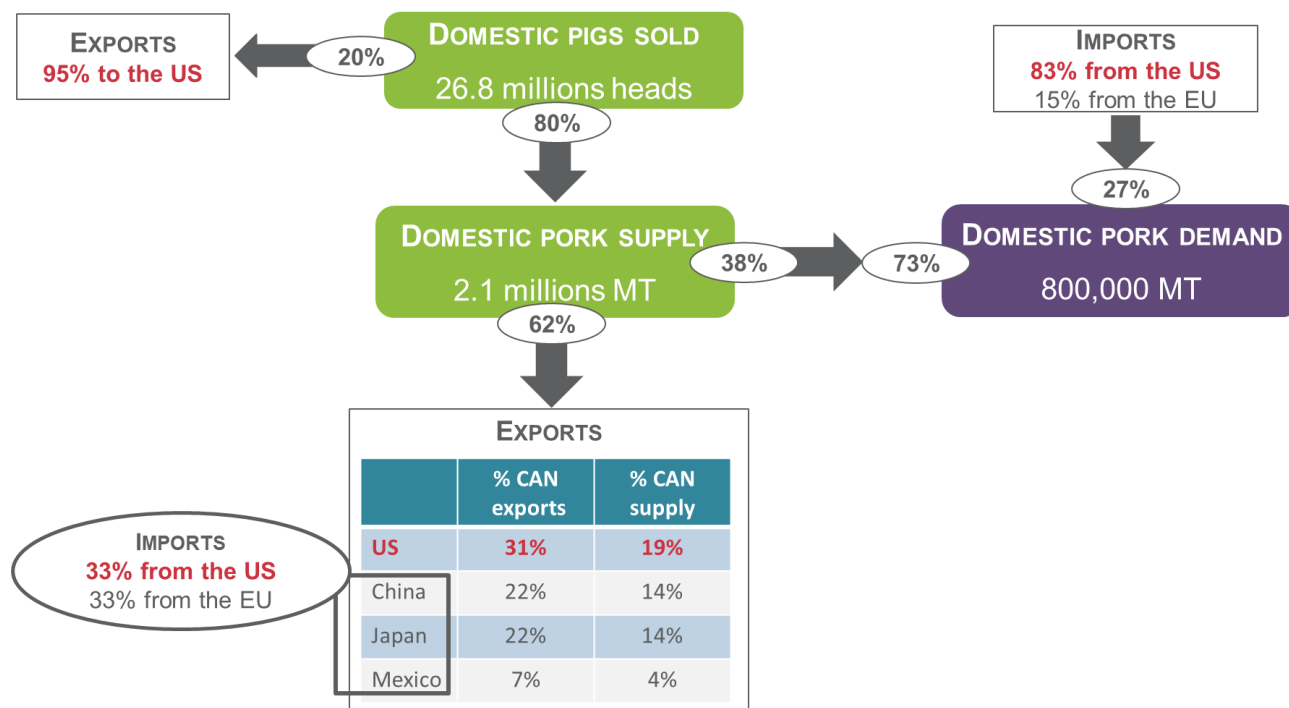 EXPORTS
95% to the US
20%
DOMESTIC PIGS SOLD
26.8 millions heads
80%
IMPORTS
83% from the US
15% from the EU
27%
DOMESTIC PORK SUPPLY
2.1 millions MT
38%
73%
DOMESTIC PORK DEMAND
800,000 MT
62%
EXPORTS
% CAN exports
% CAN supply
US 31% 19%
China 22% 14%
Japan 22% 14%
Mexico 7% 4%
IMPORTS
33% from the US
33% from the EU